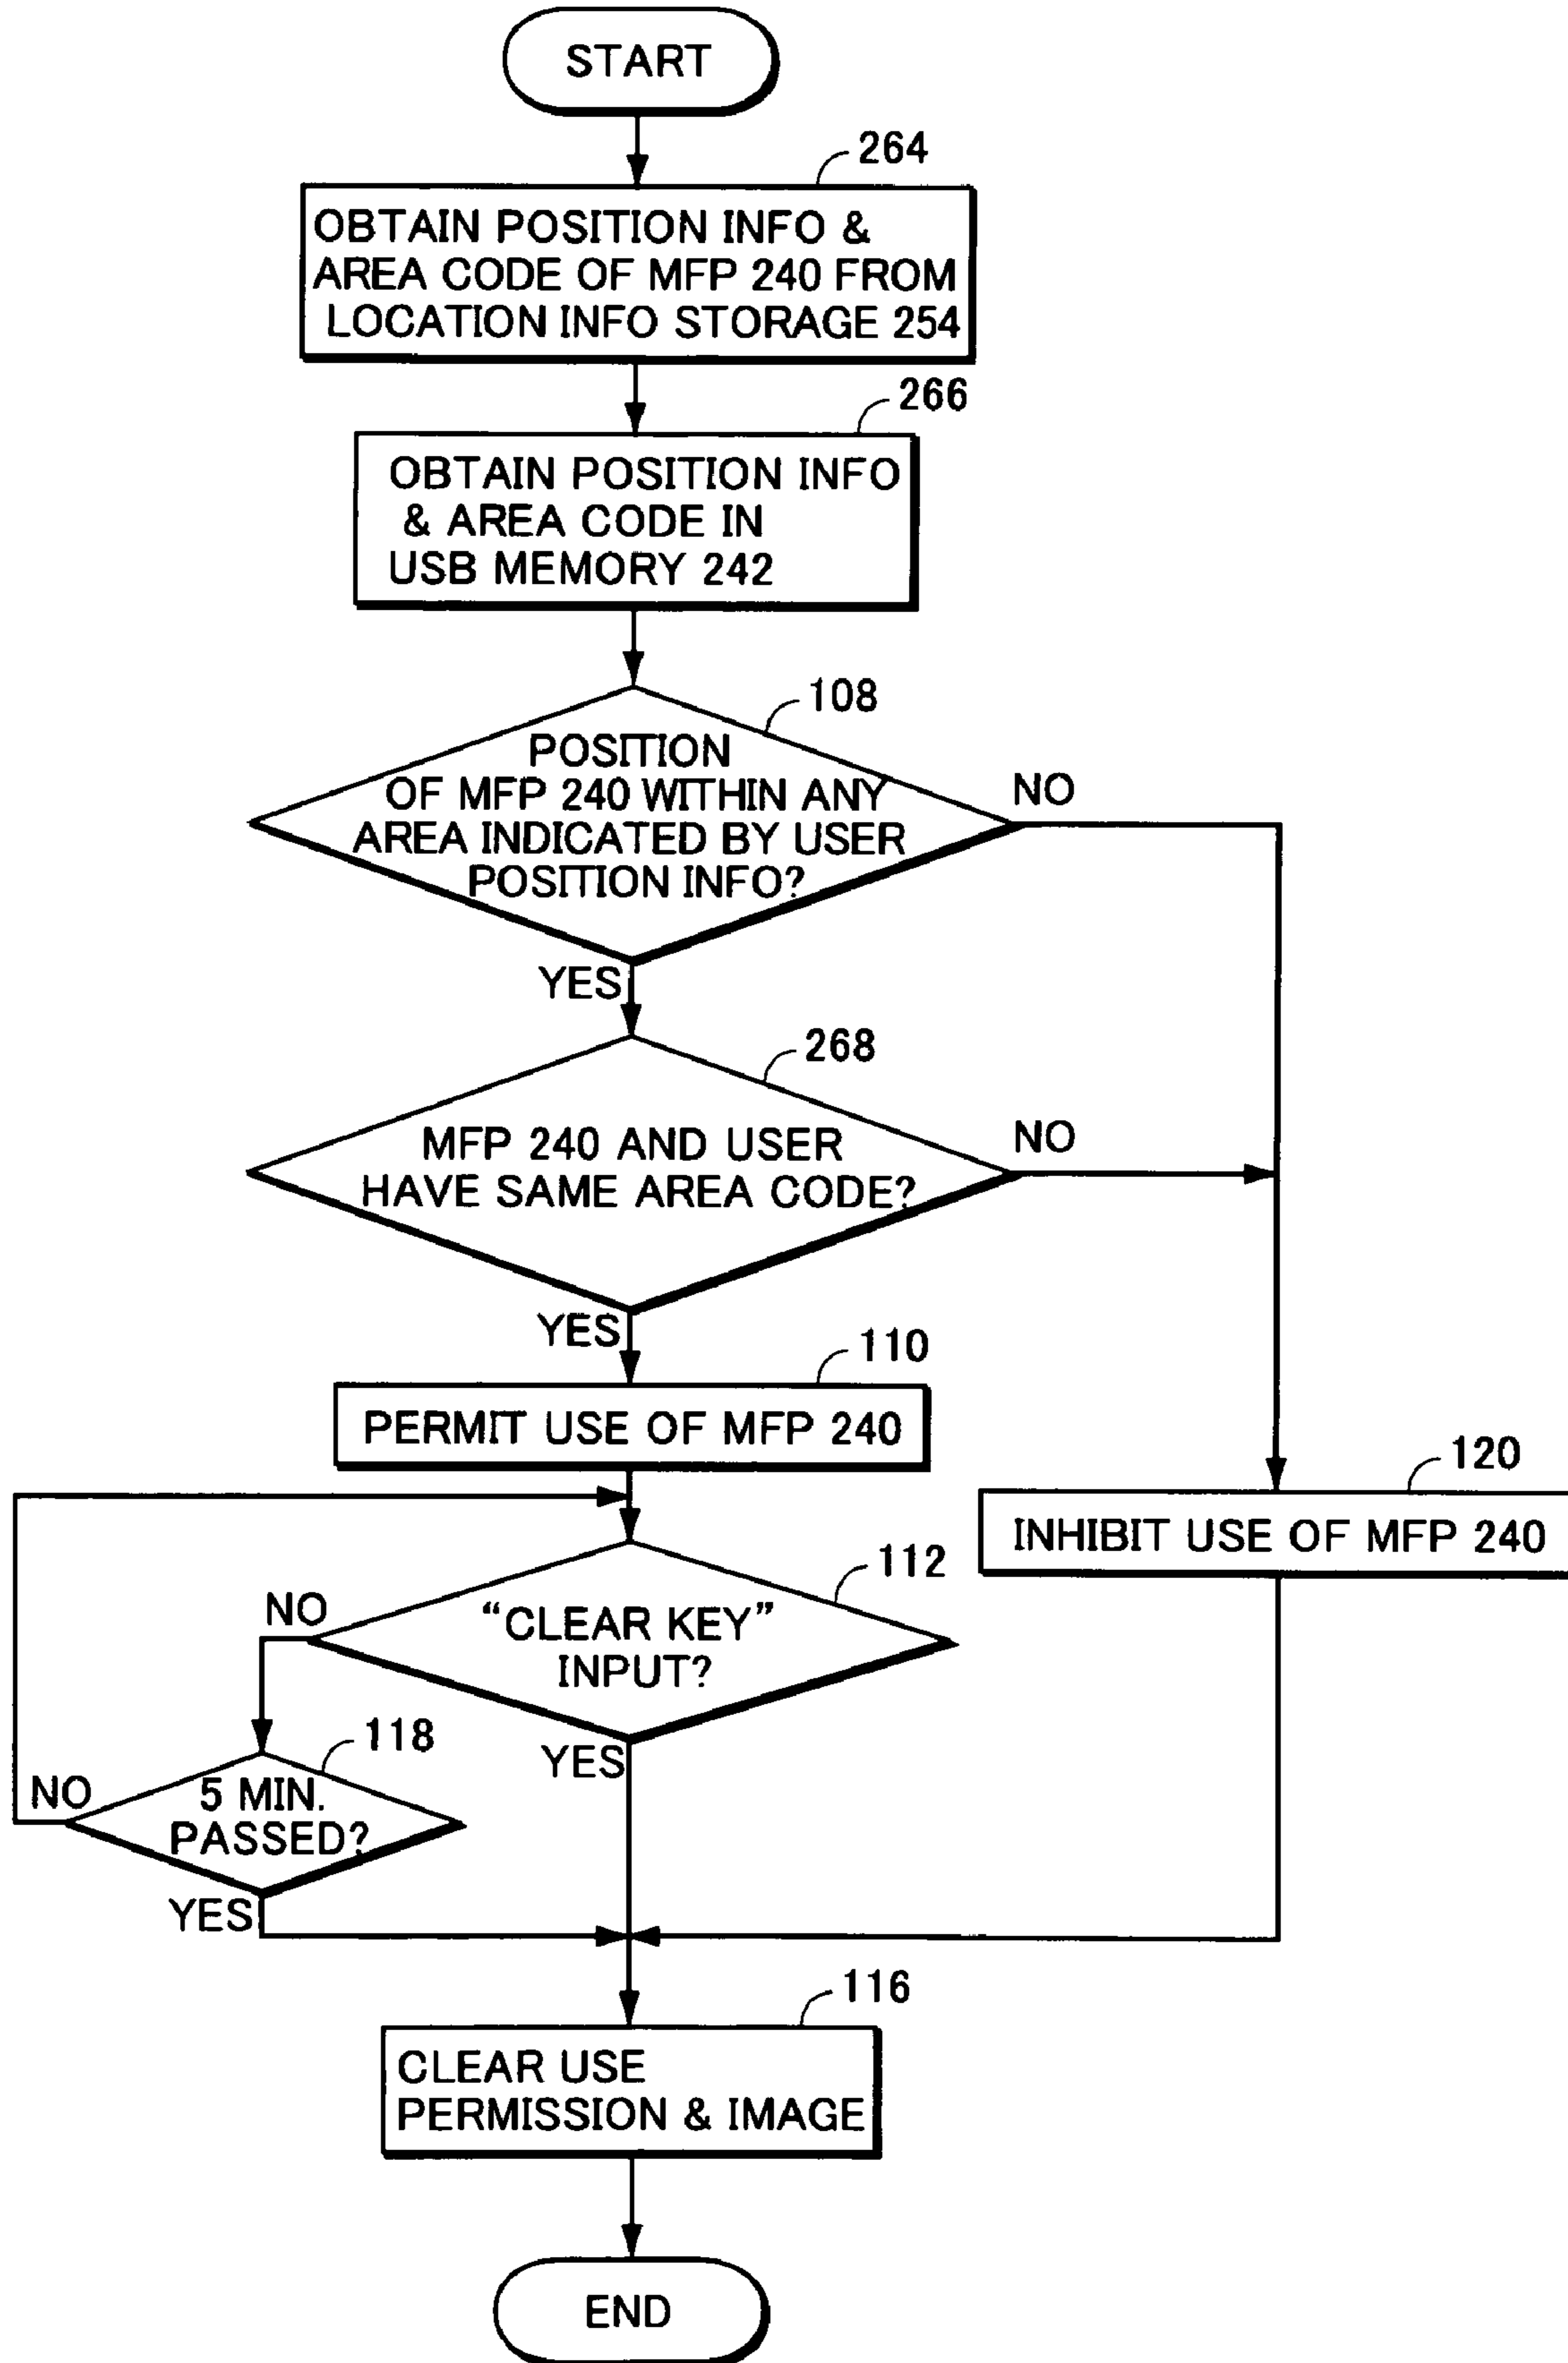 START
264
OBTAIN POSITION INFO &
AREA CODE OF MFP 240 FROM
LOCATION INFO STORAGE 254
266
OBTAIN POSITION INFO
& AREA CODE IN
USB MEMORY 242
108
POSITION
OF MFP 240 WITHIN ANY
AREA INDICATED BY USER
POSITION INFO?
NO
YES
268
MFP 240 AND USER
HAVE SAME AREA CODE?
NO
YES
110
PERMIT USE OF MFP 240
120
INHIBIT USE OF MFP 240
112
"CLEAR KEY"
INPUT?
NO
YES
118
5 MIN.
PASSED?
NO
YES
116
CLEAR USE
PERMISSION & IMAGE
END